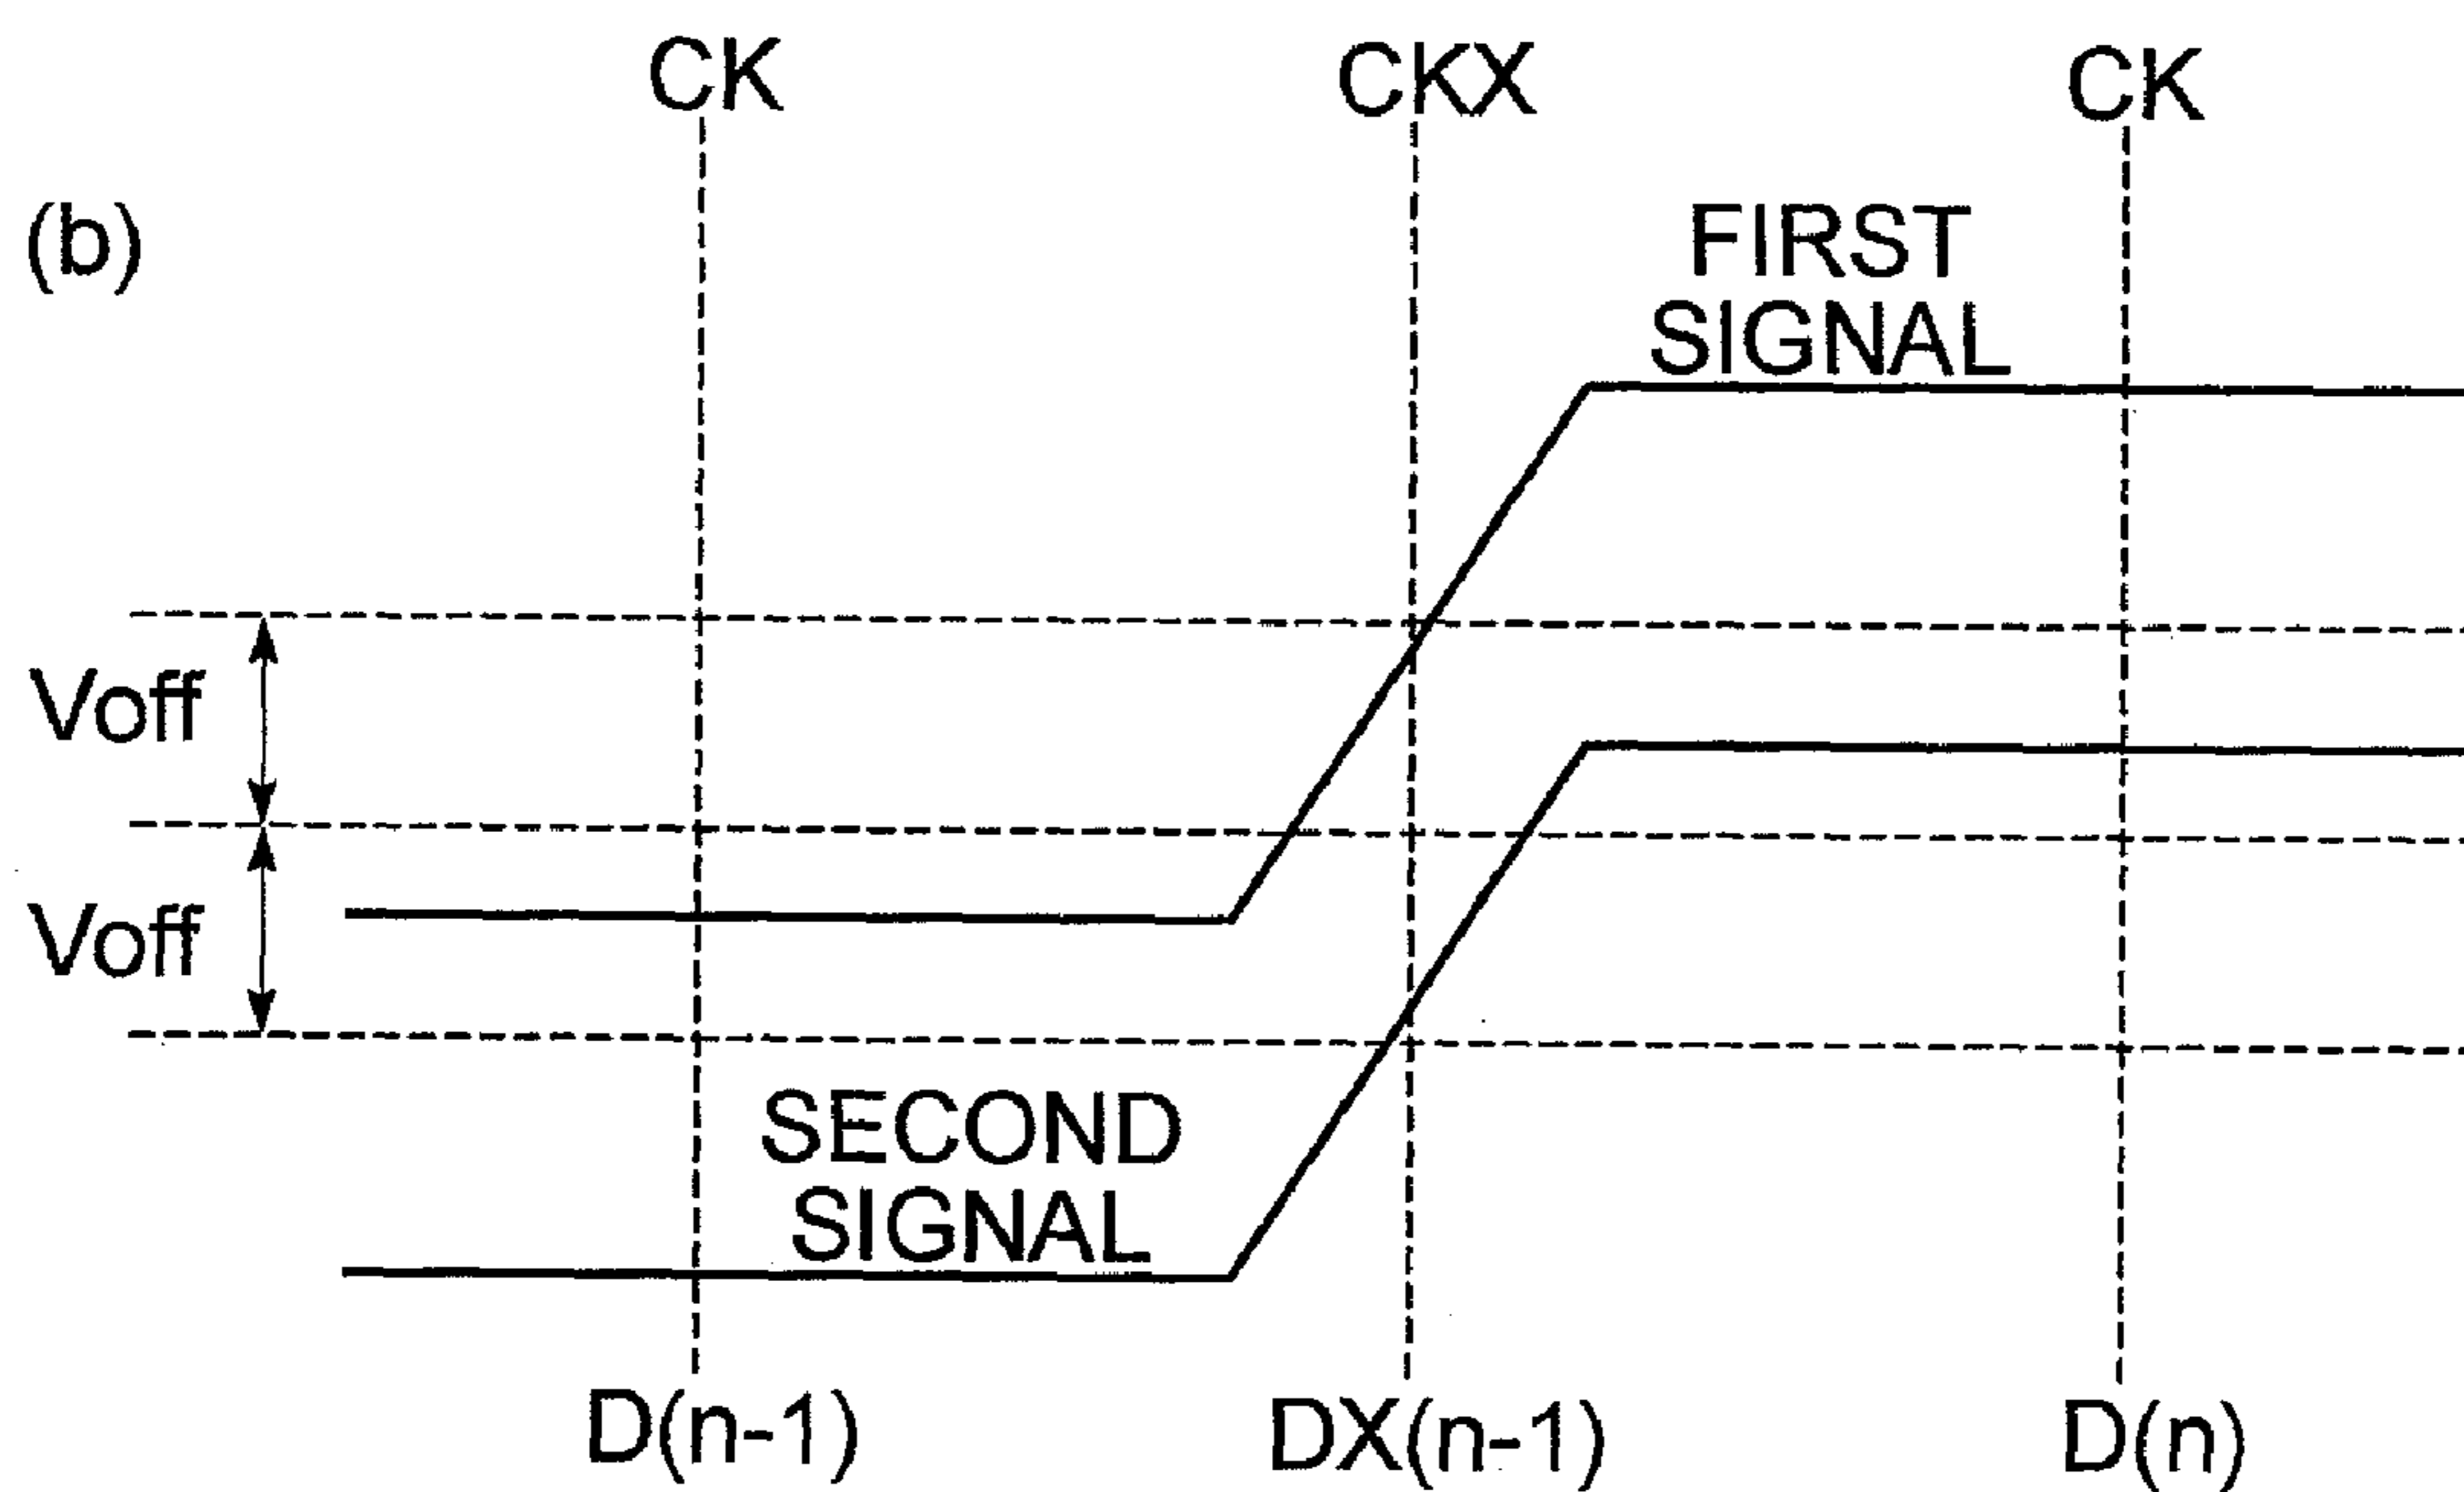 CK CKX CK
(b)
FIRST
SIGNAL
Voff
Voff
SECOND
SIGNAL
D(n-1) DX(n-1) D(n)